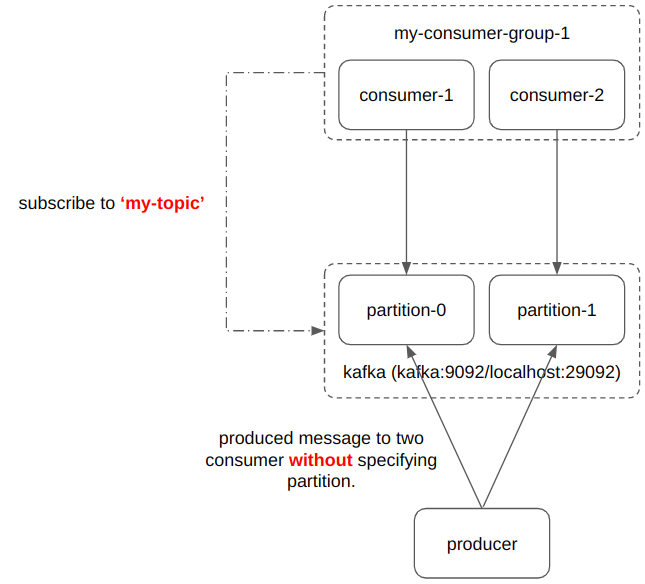 my-consumer-group-1
consumer-1
consumer-2
subscribe to ‘my-topic’
partition-0
partition-1
kafka (kafka:9092/localhost:29092)
produced message to two
consumer without specifying
partition.
producer